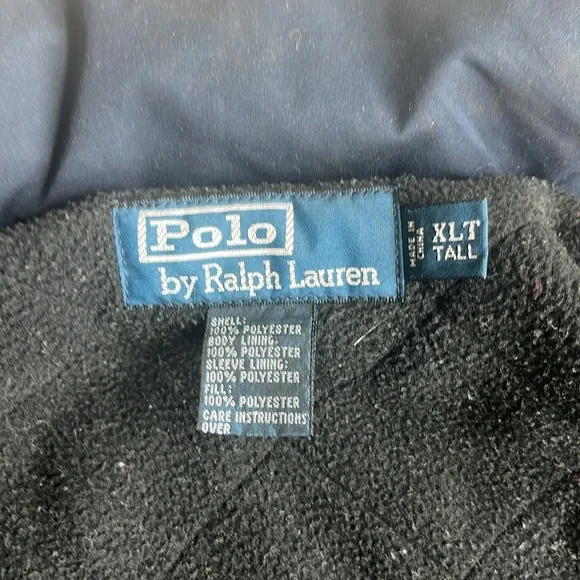 Polo
by Ralph Lauren
MADE IN
CHINA
XLT
TALL
SHELL:
100% POLYESTER
BODY LINING:
100% POLYESTER
SLEEVE LINING:
100% POLYESTER
FILL:
100% POLYESTER
CARE INSTRUCTIONS
OVER